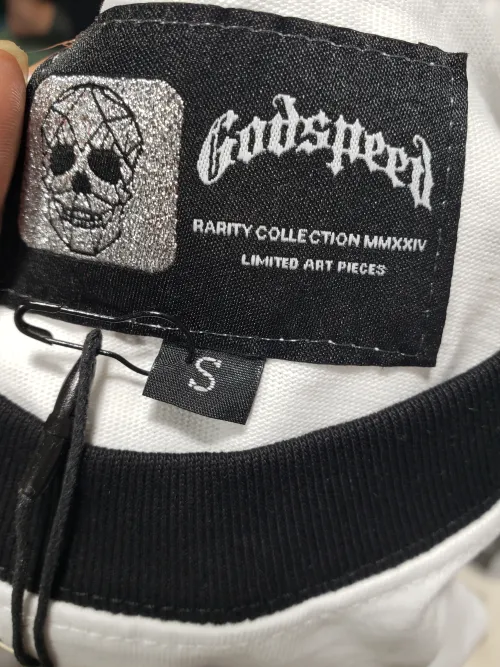 Godspeed
RARITY COLLECTION MMXXIV
LIMITED ART PIECES
S